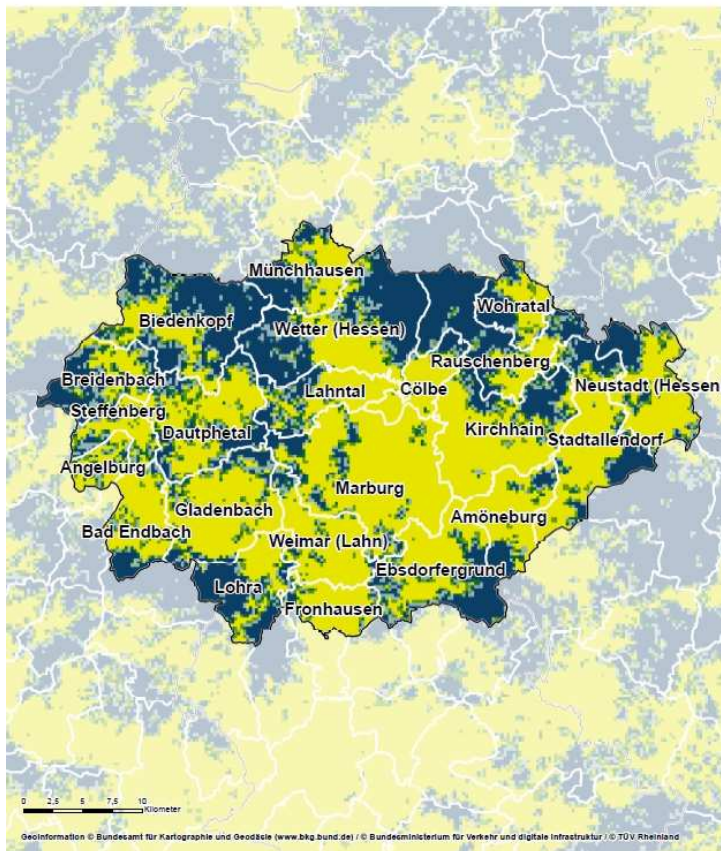 Münchhausen
Wohratal
Biedenkopf
Wetter (Hessen)
Rauschenberg
Breidenbach
Lahntal
Cölbe
Neustadt (Hessen
Steffenberg
Dautphetal
Kirchhain
Stadtallendorf
Angelburg
Marburg
Gladenbach
Amöneburg
Bad Endbach
Weimar (Lahn)
Ebsdorfergrund
Lohra
Fronhausen
0 2,5 5 7,5 10
Kilometer
Geoinformation © Bundesamt für Kartographie und Geodäsie (www.bkg.bund.de) / © Bundesministerium für Verkehr und digitale Infrastruktur / © TÜV Rheinland